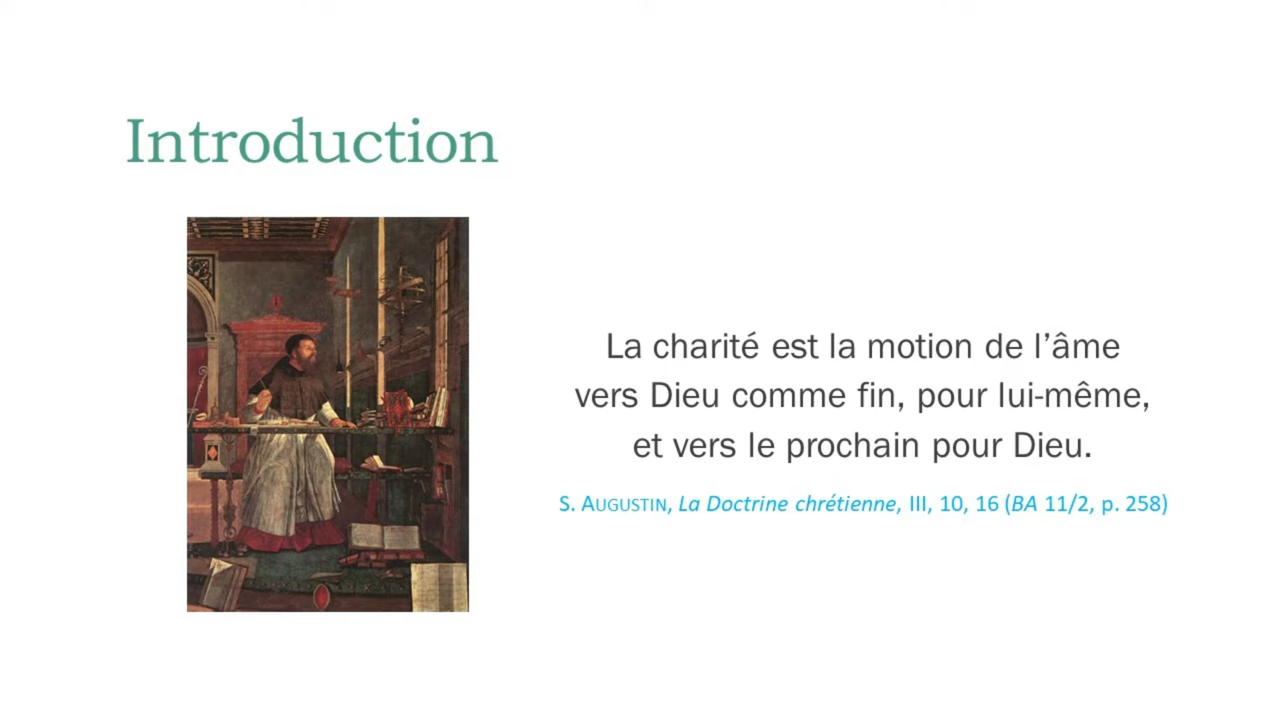 Introduction
La charité est la motion de l’âme
vers Dieu comme fin, pour lui-même,
et vers le prochain pour Dieu.
S. AUGUSTIN, La Doctrine chrétienne, III, 10, 16 (BA 11/2, p. 258)